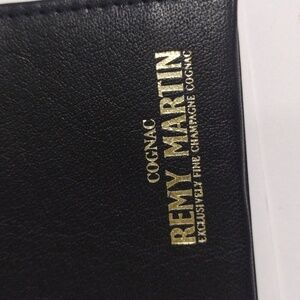 COGNAC
REMY MARTIN
EXCLUSIVELY FINE CHAMPAGNE COGNAC